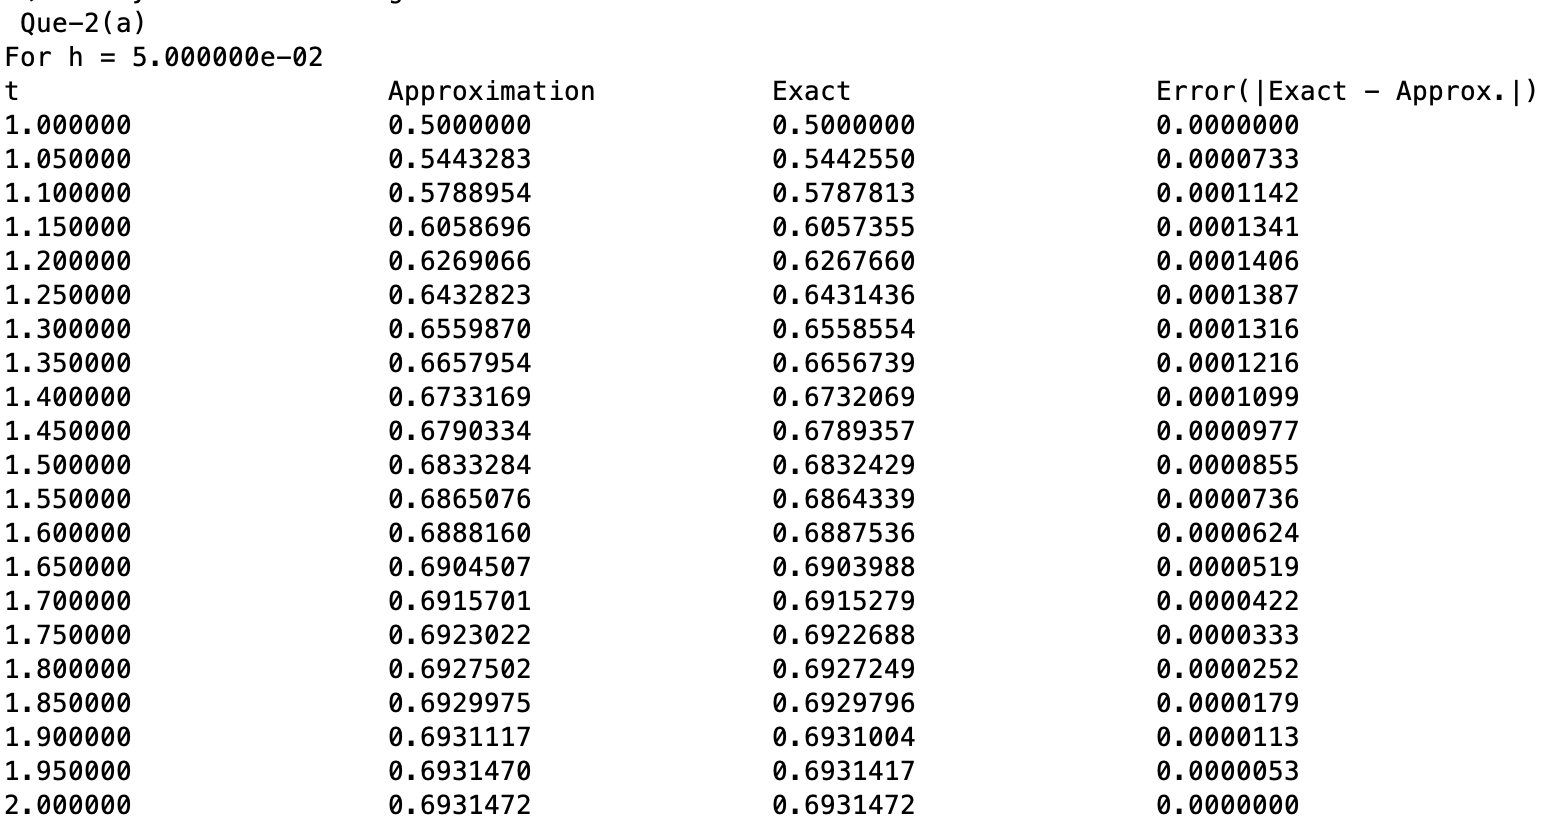 Que-2(a)
For h = 5.000000e-02
t Approximation Exact Error(|Exact - Approx.|)
1.000000 0.5000000 0.5000000 0.0000000
1.050000 0.5443283 0.5442550 0.0000733
1.100000 0.5788954 0.5787813 0.0001142
1.150000 0.6058696 0.6057355 0.0001341
1.200000 0.6269066 0.6267660 0.0001406
1.250000 0.6432823 0.6431436 0.0001387
1.300000 0.6559870 0.6558554 0.0001316
1.350000 0.6657954 0.6656739 0.0001216
1.400000 0.6733169 0.6732069 0.0001099
1.450000 0.6790334 0.6789357 0.0000977
1.500000 0.6833284 0.6832429 0.0000855
1.550000 0.6865076 0.6864339 0.0000736
1.600000 0.6888160 0.6887536 0.0000624
1.650000 0.6904507 0.6903988 0.0000519
1.700000 0.6915701 0.6915279 0.0000422
1.750000 0.6923022 0.6922688 0.0000333
1.800000 0.6927502 0.6927249 0.0000252
1.850000 0.6929975 0.6929796 0.0000179
1.900000 0.6931117 0.6931004 0.0000113
1.950000 0.6931470 0.6931417 0.0000053
2.000000 0.6931472 0.6931472 0.0000000